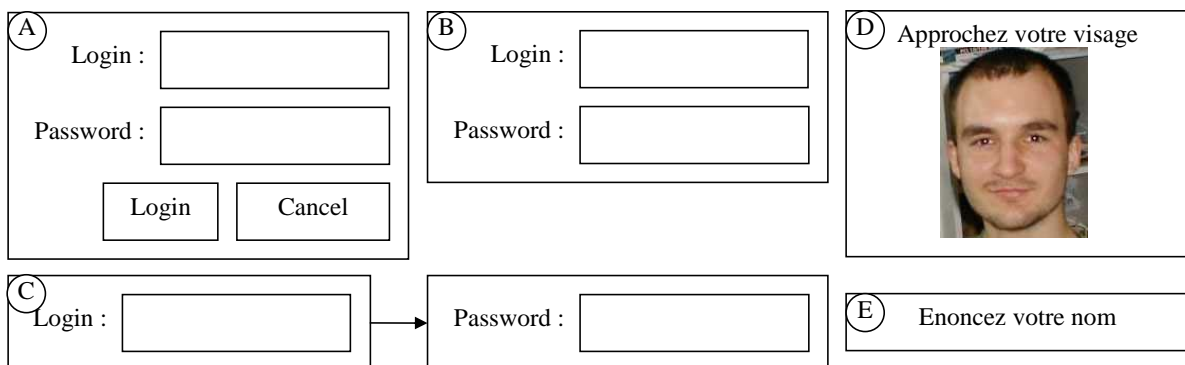 A
Login :
Password :
Login Cancel
B
Login :
Password :
D
Approchez votre visage
C
Login :
Password :
E
Enoncez votre nom